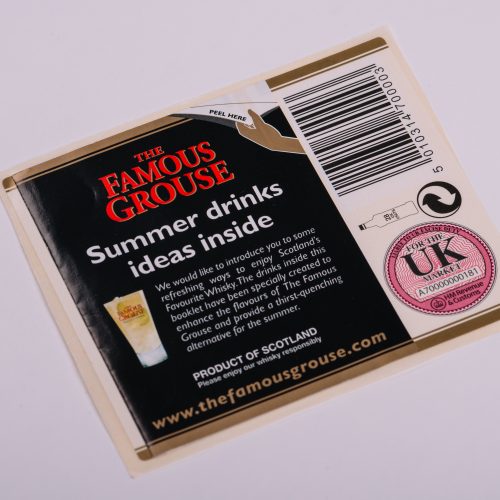 PEEL HERE
THE
FAMOUS
GROUSE
Summer drinks
ideas inside
We would like to introduce you to some
refreshing ways to enjoy Scotland's
Favourite Whisky. The drinks inside this
booklet have been specially created to
enhance the flavours of The Famous
Grouse and provide a thirst-quenching
alternative for the summer.
PRODUCT OF SCOTLAND
Please enjoy our whisky responsibly
www.thefamousgrouse.com
5 010314 700003
FOR THE
UK
MARKET
A70000000181
HM Revenue
& Customs